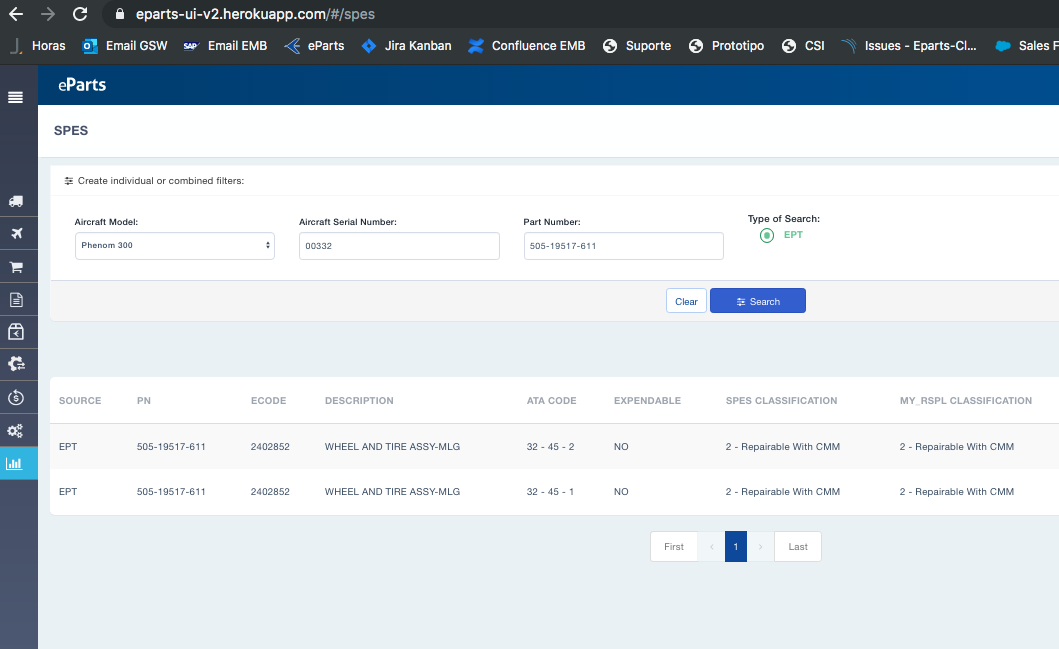 eparts-ui-v2.herokuapp.com/#/spes
Horas Email GSW Email EMB eParts Jira Kanban Confluence EMB Suporte Prototipo CSI Issues - Eparts-Cl... Sales F
eParts
SPES
Create individual or combined filters:
Aircraft Model: Aircraft Serial Number: Part Number: Type of Search:
Phenom 300 00332 505-19517-611 EPT
Clear Search
SOURCE PN ECODE DESCRIPTION ATA CODE EXPENDABLE SPES CLASSIFICATION MY_RSPL CLASSIFICATION
EPT 505-19517-611 2402852 WHEEL AND TIRE ASSY-MLG 32 - 45 - 2 NO 2 - Repairable With CMM 2 - Repairable With CMM
EPT 505-19517-611 2402852 WHEEL AND TIRE ASSY-MLG 32 - 45 - 1 NO 2 - Repairable With CMM 2 - Repairable With CMM
First ‹ 1 › Last